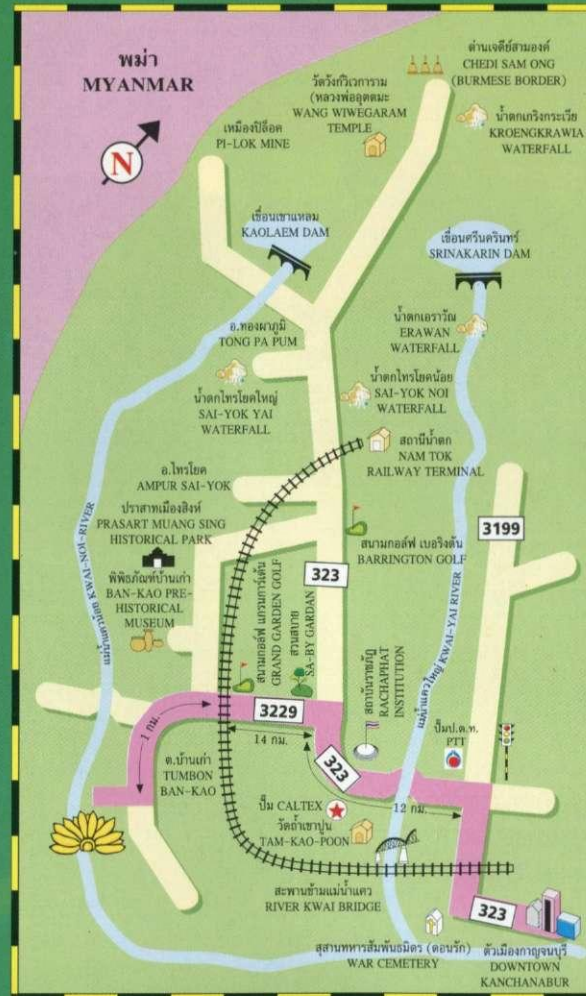 พม่า
MYANMAR
N
ด่านเจดีย์สามองค์
CHEDI SAM ONG
(BURMESE BORDER)
วัดวังก์วิเวการาม
(หลวงพ่ออุตตมะ
WANG WIWEGARAM
TEMPLE
น้ำตกเกริงกระเวีย
KROENGKRAWIA
WATERFALL
เหมืองปิล็อค
PI-LOK MINE
เขื่อนเขาแหลม
KAOLAEM DAM
เขื่อนศรีนครินทร์
SRINAKARIN DAM
อ.ทองผาภูมิ
TONG PA PUM
น้ำตกเอราวัณ
ERAWAN
WATERFALL
น้ำตกไทรโยคใหญ่
SAI-YOK YAI
WATERFALL
น้ำตกไทรโยคน้อย
SAI-YOK NOI
WATERFALL
สถานีน้ำตก
NAM TOK
RAILWAY TERMINAL
อ.ไทรโยค
AMPUR SAI-YOK
ปราสาทเมืองสิงห์
PRASART MUANG SING
HISTORICAL PARK
3199
สนามกอล์ฟ เบอริงตัน
BARRINGTON GOLF
323
พิพิธภัณฑ์บ้านเก่า
BAN-KAO PRE-
HISTORICAL
MUSEUM
KWAI-NOI-RIVER
สนามกอล์ฟ แกรนการ์เด้น
GRAND GARDEN GOLF
สวนสบาย
SA-BY GARDAN
สถาบันราชภัฏ
RACHAPHAT
INSTITUTION
แม่น้ำแควใหญ่ KWAI-YAI RIVER
ปั๊มป.ต.ท.
PTT
3229
1 กม.
14 กม.
323
12 กม.
ต.บ้านเก่า
TUMBON
BAN-KAO
ปั๊ม CALTEX
วัดถ้ำเขาปูน
TAM-KAO-POON
สะพานข้ามแม่น้ำแคว
RIVER KWAI BRIDGE
323
สุสานทหารสัมพันธมิตร (ดอนรัก)
WAR CEMETERY
ตัวเมืองกาญจนบุรี
DOWNTOWN
KANCHANABUR